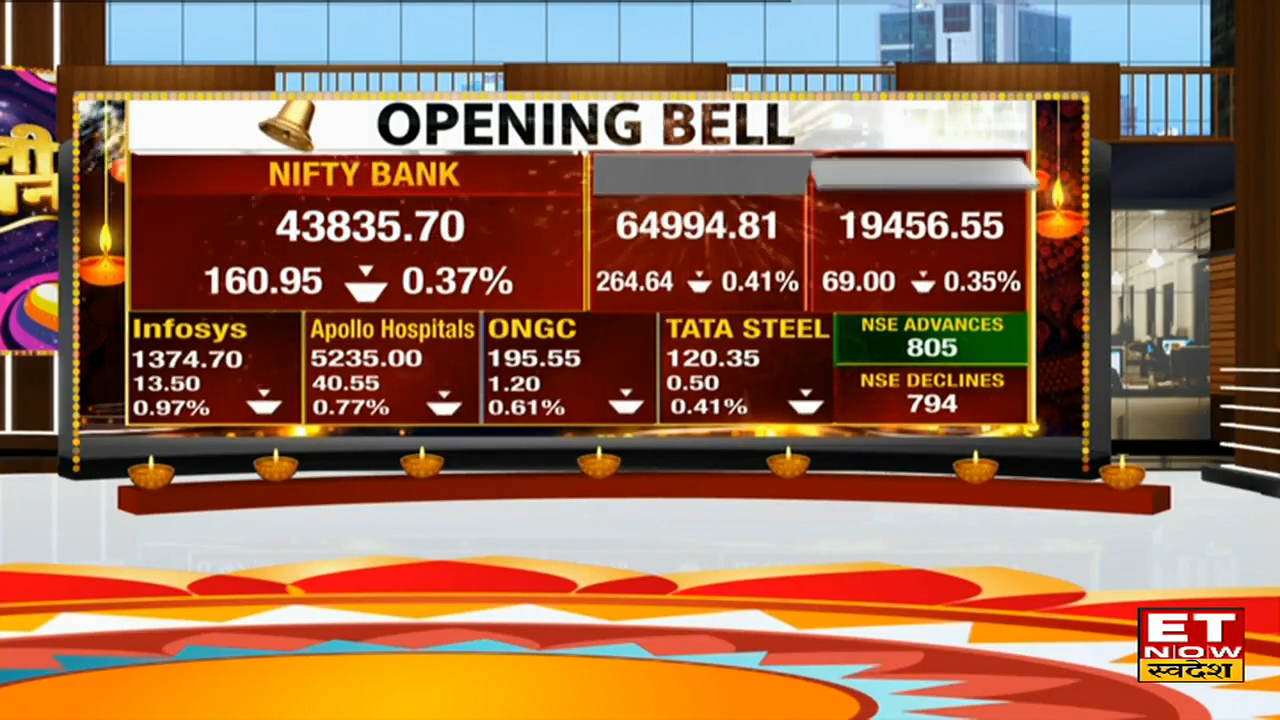 OPENING BELL
NIFTY BANK
43835.70
160.95 0.37%
64994.81
264.64 0.41%
19456.55
69.00 0.35%
Infosys
1374.70
13.50
0.97%
Apollo Hospitals
5235.00
40.55
0.77%
ONGC
195.55
1.20
0.61%
TATA STEEL
120.35
0.50
0.41%
NSE ADVANCES
805
NSE DECLINES
794
ET
NOW
स्वदेश